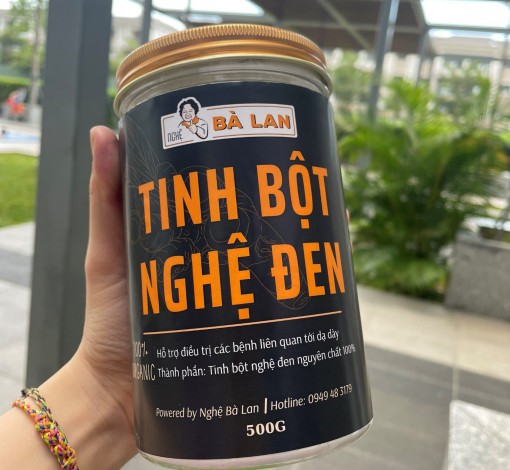 NGHỆ
BÀ LAN
TINH BỘT
NGHỆ ĐEN
100%
ORGANIC
Hỗ trợ điều trị các bệnh liên quan tới dạ dày
Thành phần: Tinh bột nghệ đen nguyên chất 100%
Powered by Nghệ Bà Lan | Hotline: 0949 48 3179
500G